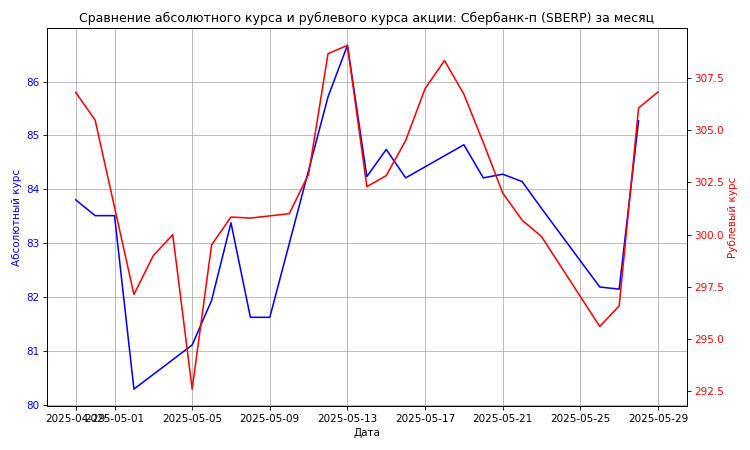 Сравнение абсолютного курса и рублевого курса акции: Сбербанк-п (SBERP) за месяц
Абсолютный курс
86
85
84
83
82
81
80
307.5
305.0
302.5
300.0
297.5
295.0
292.5
Рублевый курс
2025-04-29 2025-05-01 2025-05-05 2025-05-09 2025-05-13 2025-05-17 2025-05-21 2025-05-25 2025-05-29
Дата